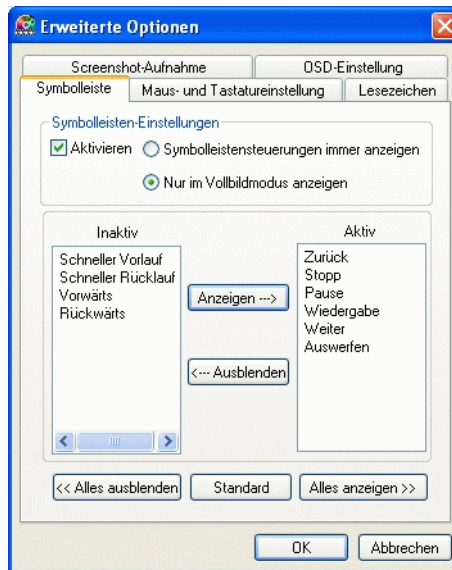 Erweiterte Optionen
Screenshot-Aufnahme
OSD-Einstellung
Symbolleiste
Maus- und Tastatureinstellung
Lesezeichen
Symbolleisten-Einstellungen
Aktivieren
Symbolleistensteuerungen immer anzeigen
Nur im Vollbildmodus anzeigen
Inaktiv
Schneller Vorlauf
Schneller Rücklauf
Vorwärts
Rückwärts
Anzeigen --->
<--- Ausblenden
Aktiv
Zurück
Stopp
Pause
Wiedergabe
Weiter
Auswerfen
<< Alles ausblenden
Standard
Alles anzeigen >>
OK
Abbrechen